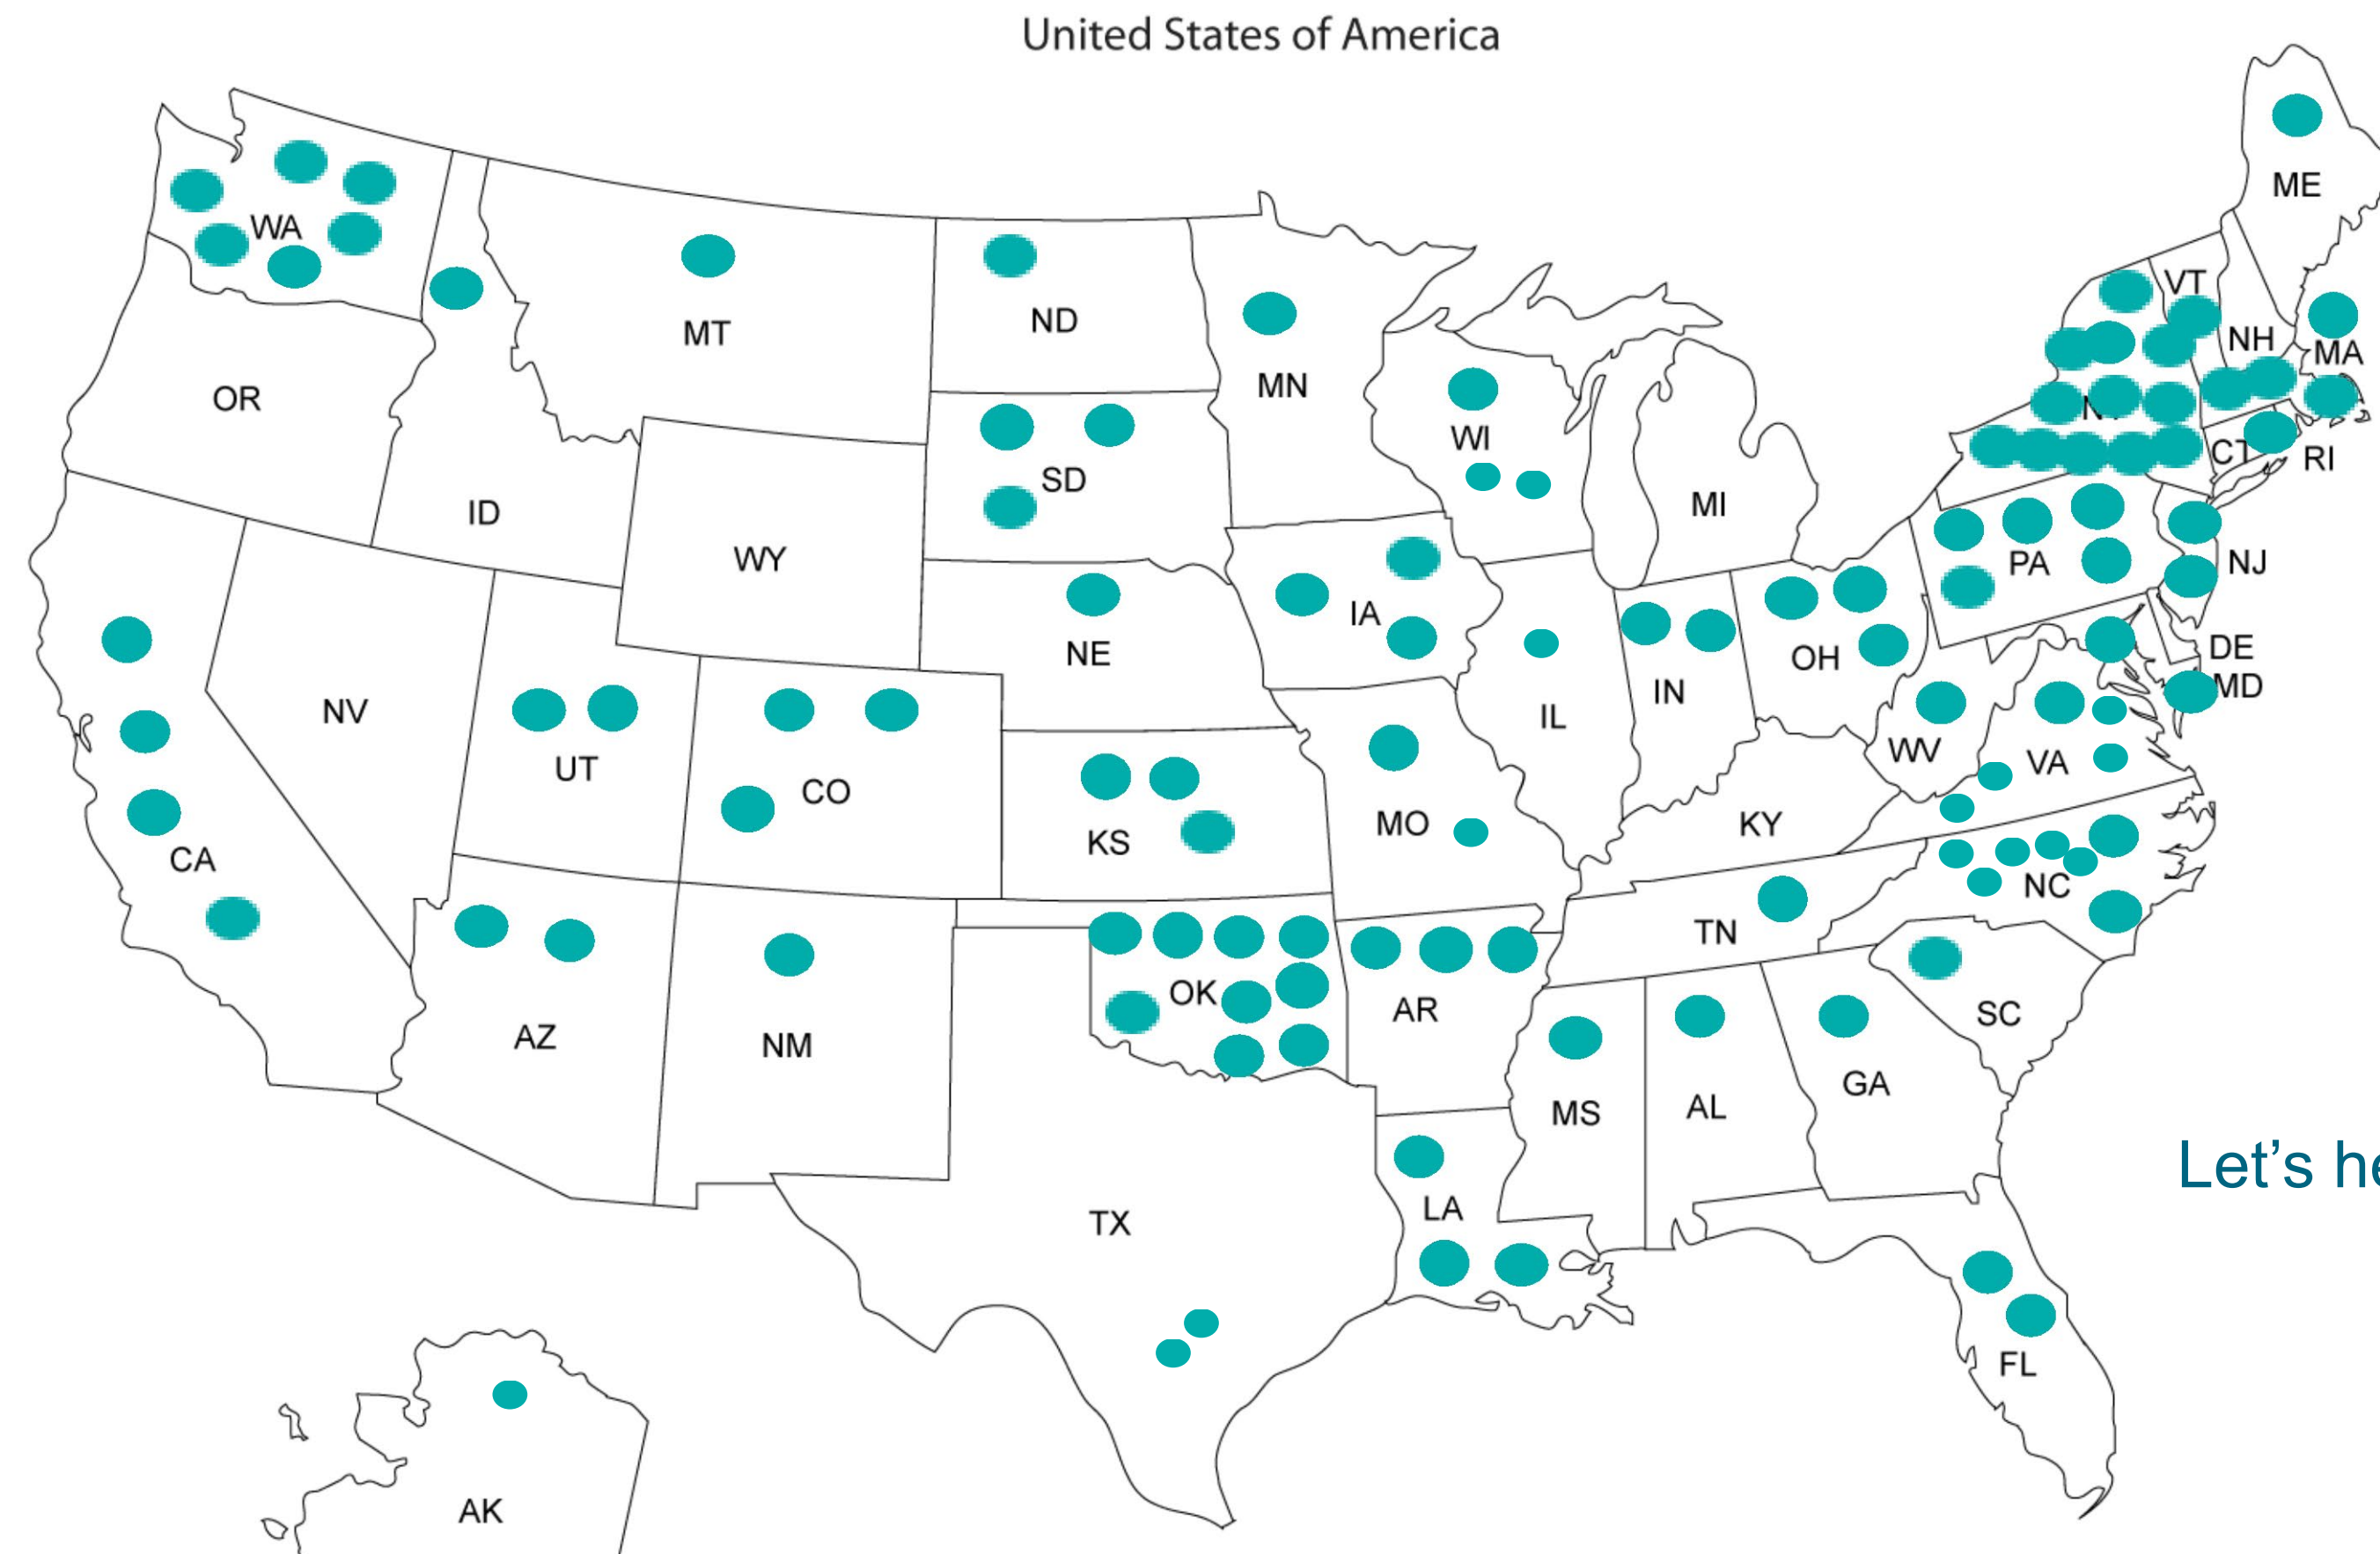 United States of America
ME
WA
VT
MT
ND
NH
MA
MN
OR
WI
CT
RI
SD
ID
MI
WY
PA
NJ
IA
NE
DE
OH
MD
IN
NV
IL
WV
VA
UT
CO
MO
KY
KS
CA
NC
TN
OK
AR
SC
AZ
NM
GA
AL
MS
Let’s he
LA
TX
FL
AK